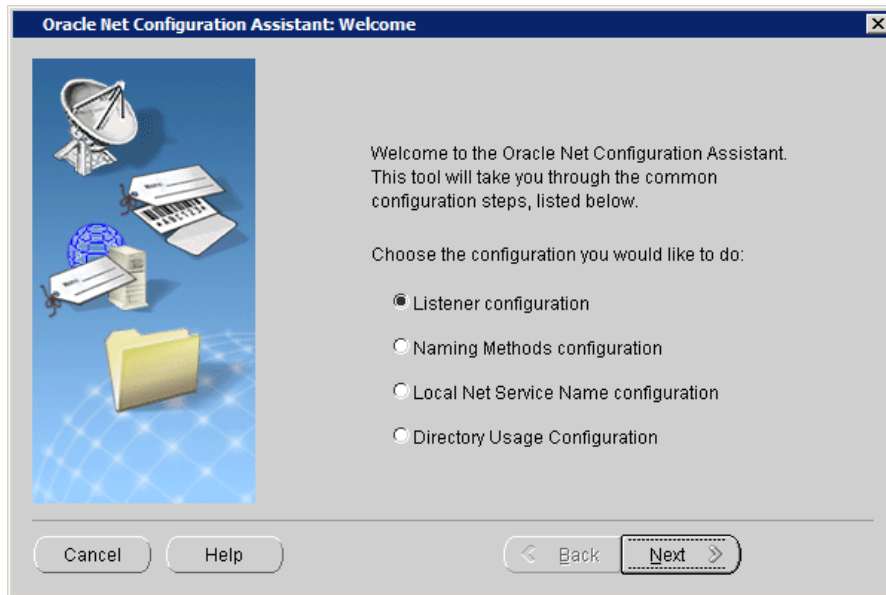 Oracle Net Configuration Assistant: Welcome
Welcome to the Oracle Net Configuration Assistant.
This tool will take you through the common
configuration steps, listed below.
Choose the configuration you would like to do:
Listener configuration
Naming Methods configuration
Local Net Service Name configuration
Directory Usage Configuration
Cancel
Help
Back
Next